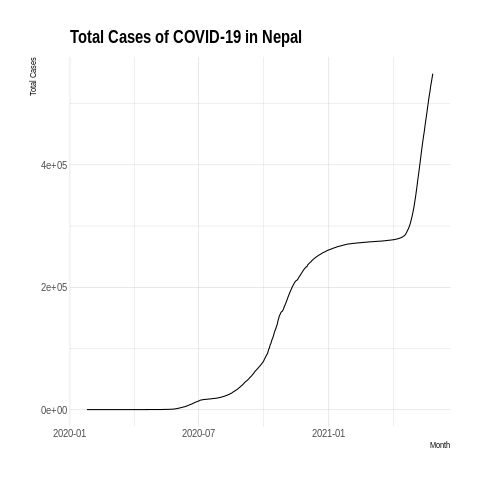 Total Cases of COVID-19 in Nepal
Total Cases
4e+05
2e+05
0e+00
2020-01
2020-07
2021-01
Month